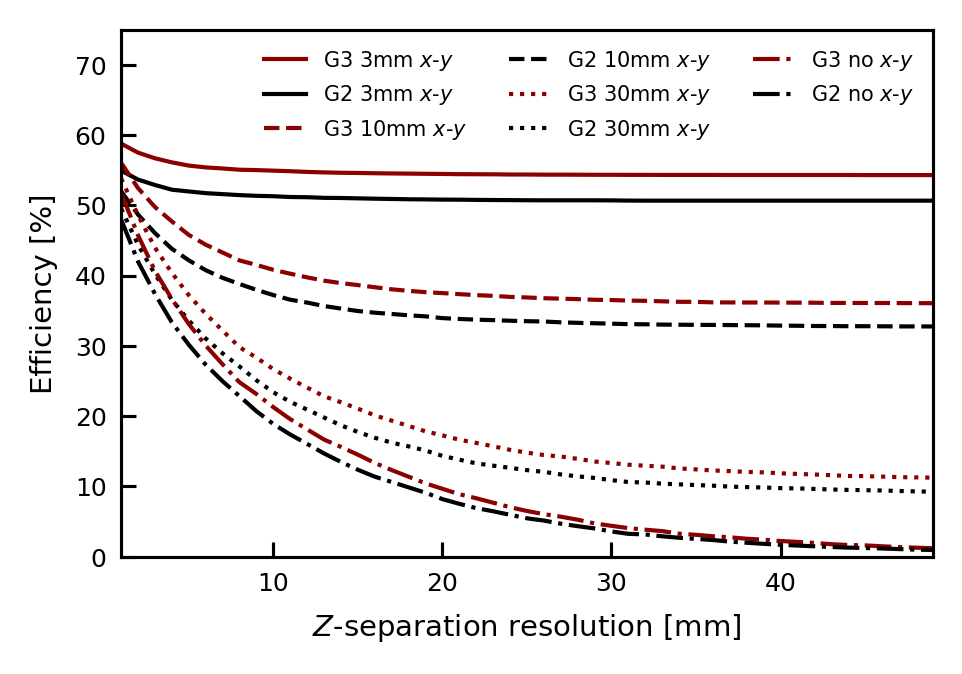 70
60
50
40
30
20
10
0
Efficiency [%]
G3 3mm x-y
G2 3mm x-y
G3 10mm x-y
G2 10mm x-y
G3 30mm x-y
G2 30mm x-y
G3 no x-y
G2 no x-y
10 20 30 40
Z-separation resolution [mm]